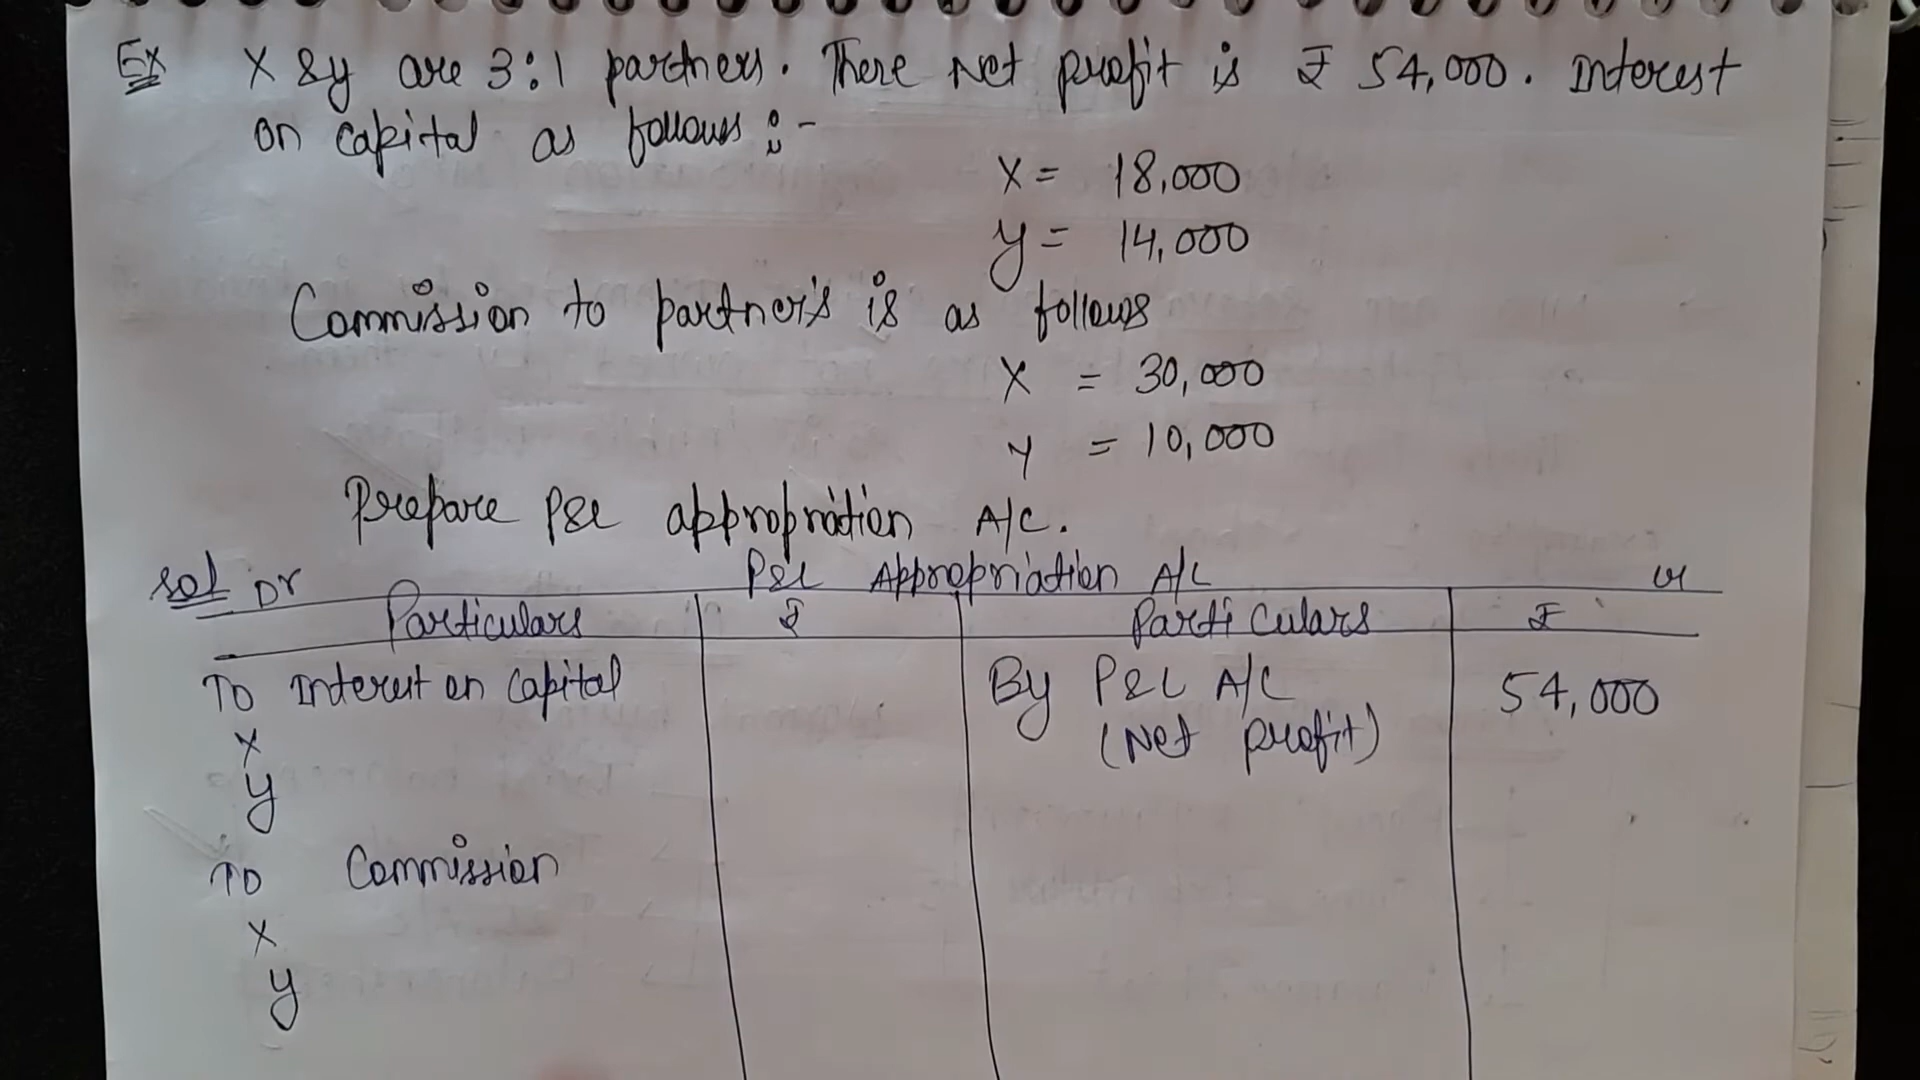 Ex X & y are 3:1 partners. There Net profit is ₹ 54,000. Interest
on capital as follows :-
X = 18,000
y = 14,000
Commission to partner's is as follows
X = 30,000
Y = 10,000
Prepare P&L appropriation A/C.
Sol Dr P&L Appropriation A/C Cr
Particulars ₹ Particulars ₹
To Interest on capital By P&L A/C 54,000
X (Net profit)
y
To Commission
X
y